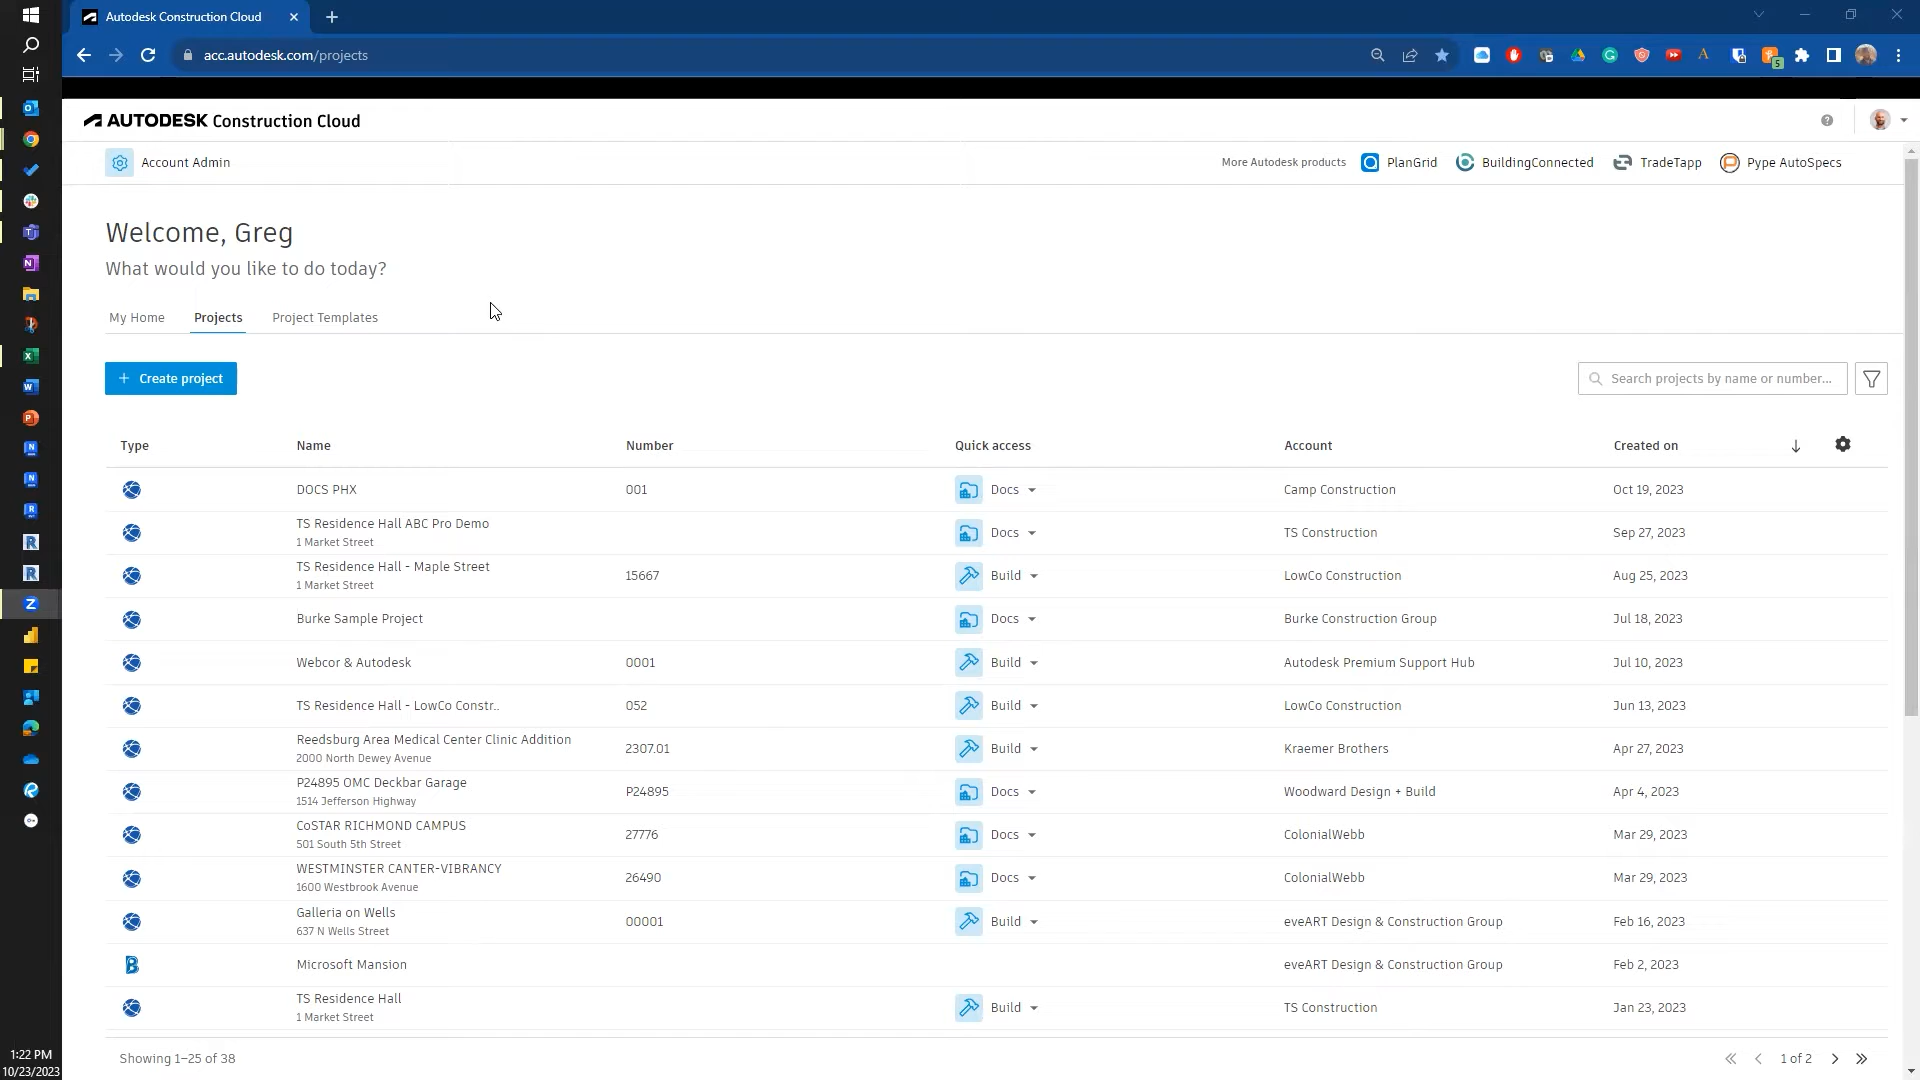 Autodesk Construction Cloud
acc.autodesk.com/projects
5
AUTODESK Construction Cloud
Account Admin
More Autodesk products
PlanGrid
BuildingConnected
TradeTapp
Pype AutoSpecs
Welcome, Greg
What would you like to do today?
My Home
Projects
Project Templates
+ Create project
Search projects by name or number...
Type Name Number Quick access Account Created on
DOCS PHX 001 Docs Camp Construction Oct 19, 2023
TS Residence Hall ABC Pro Demo
1 Market Street
Docs TS Construction Sep 27, 2023
TS Residence Hall - Maple Street
1 Market Street
15667 Build LowCo Construction Aug 25, 2023
Burke Sample Project Docs Burke Construction Group Jul 18, 2023
Webcor & Autodesk 0001 Build Autodesk Premium Support Hub Jul 10, 2023
TS Residence Hall - LowCo Constr.. 052 Build LowCo Construction Jun 13, 2023
Reedsburg Area Medical Center Clinic Addition
2000 North Dewey Avenue
2307.01 Build Kraemer Brothers Apr 27, 2023
P24895 OMC Deckbar Garage
1514 Jefferson Highway
P24895 Docs Woodward Design + Build Apr 4, 2023
CoSTAR RICHMOND CAMPUS
501 South 5th Street
27776 Docs ColonialWebb Mar 29, 2023
WESTMINSTER CANTER-VIBRANCY
1600 Westbrook Avenue
26490 Docs ColonialWebb Mar 29, 2023
Galleria on Wells
637 N Wells Street
00001 Build eveART Design & Construction Group Feb 16, 2023
Microsoft Mansion eveART Design & Construction Group Feb 2, 2023
TS Residence Hall
1 Market Street
Build TS Construction Jan 23, 2023
Showing 1-25 of 38
1 of 2
1:22 PM
10/23/2023